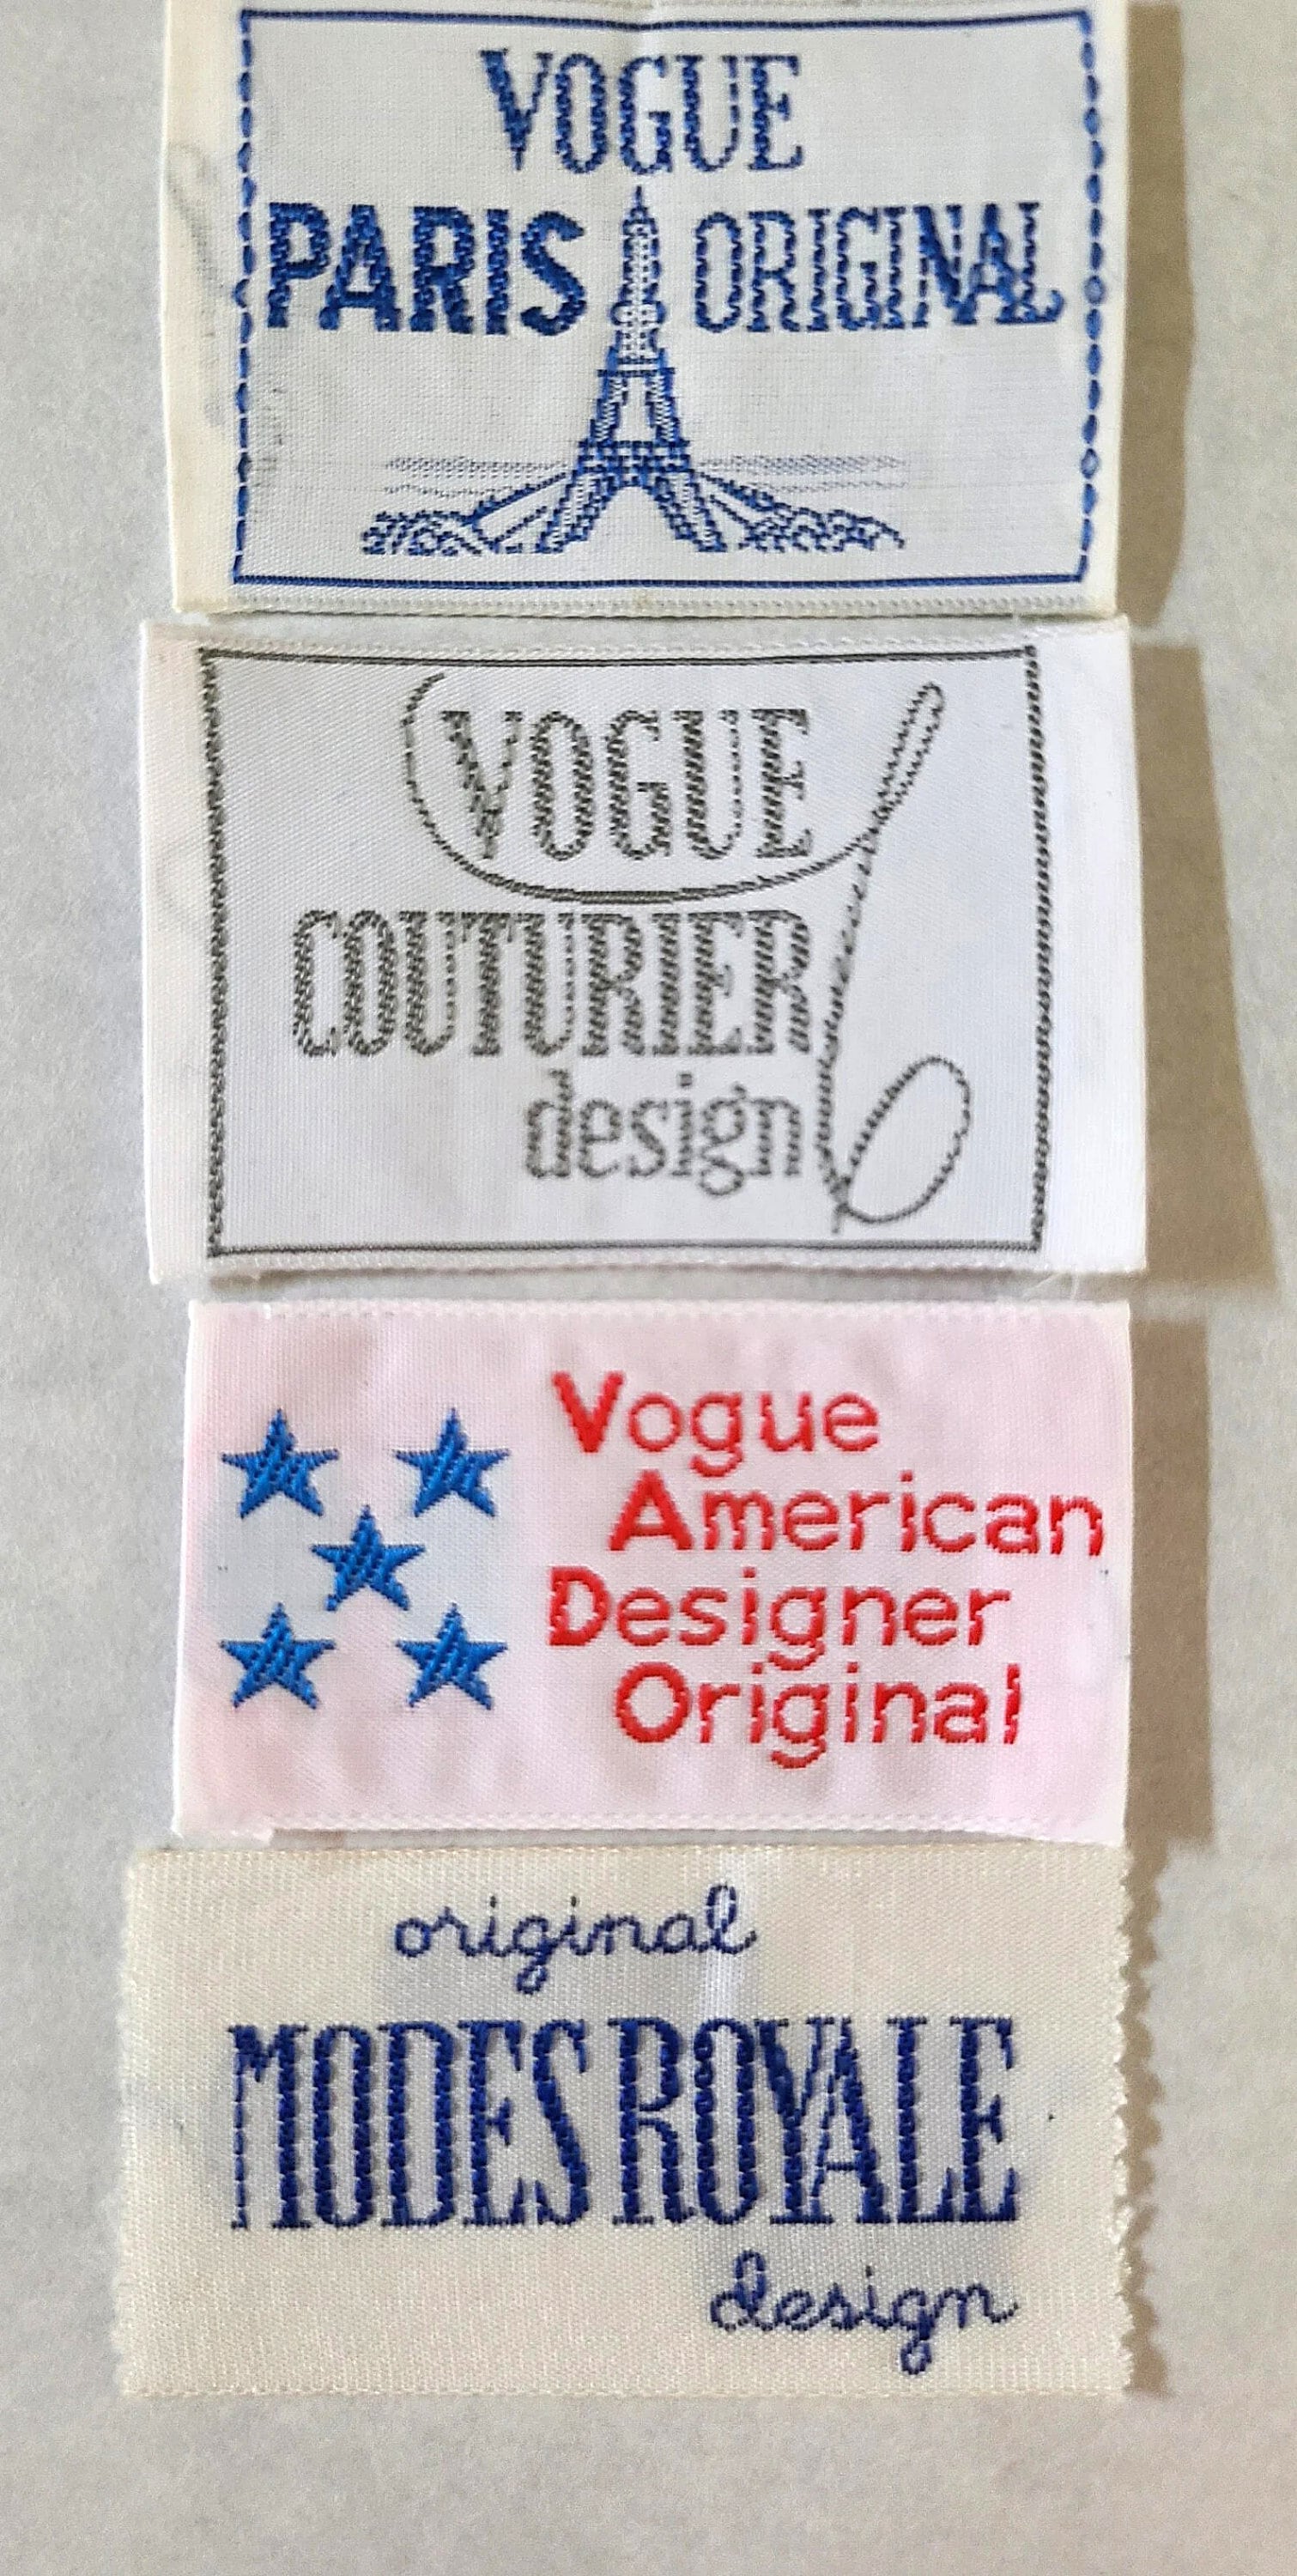 VOGUE
PARIS ORIGINAL
VOGUE
COUTURIER
design
Vogue
American
Designer
Original
original
MODES ROYALE
design